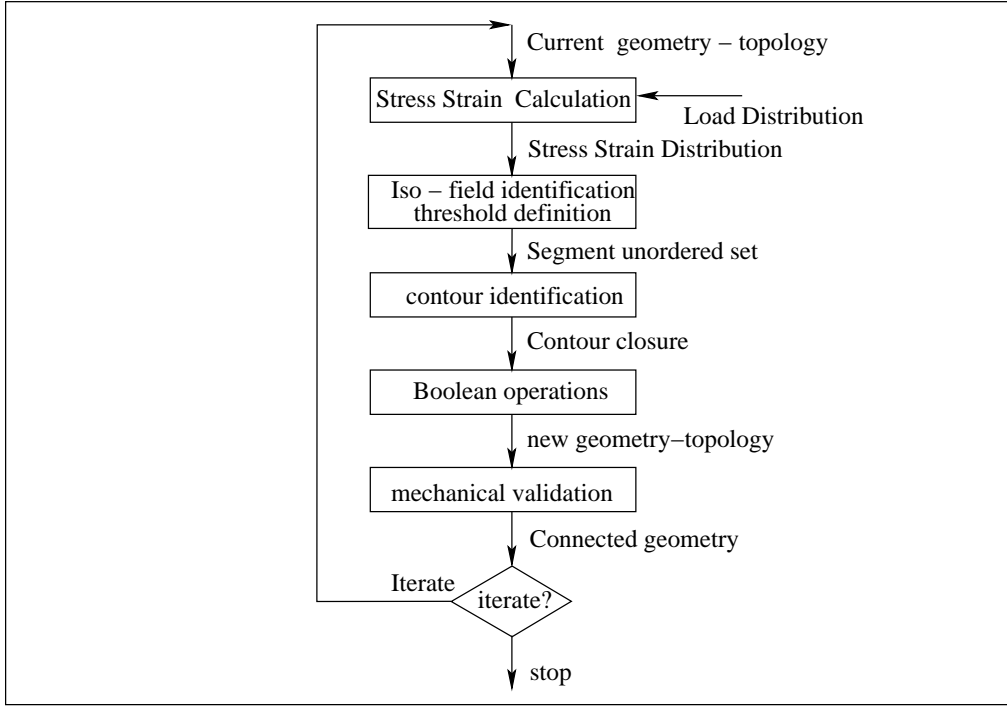 Current geometry – topology
Stress Strain Calculation
Load Distribution
Stress Strain Distribution
Iso – field identification
threshold definition
Segment unordered set
contour identification
Contour closure
Boolean operations
new geometry–topology
mechanical validation
Connected geometry
Iterate
iterate?
stop